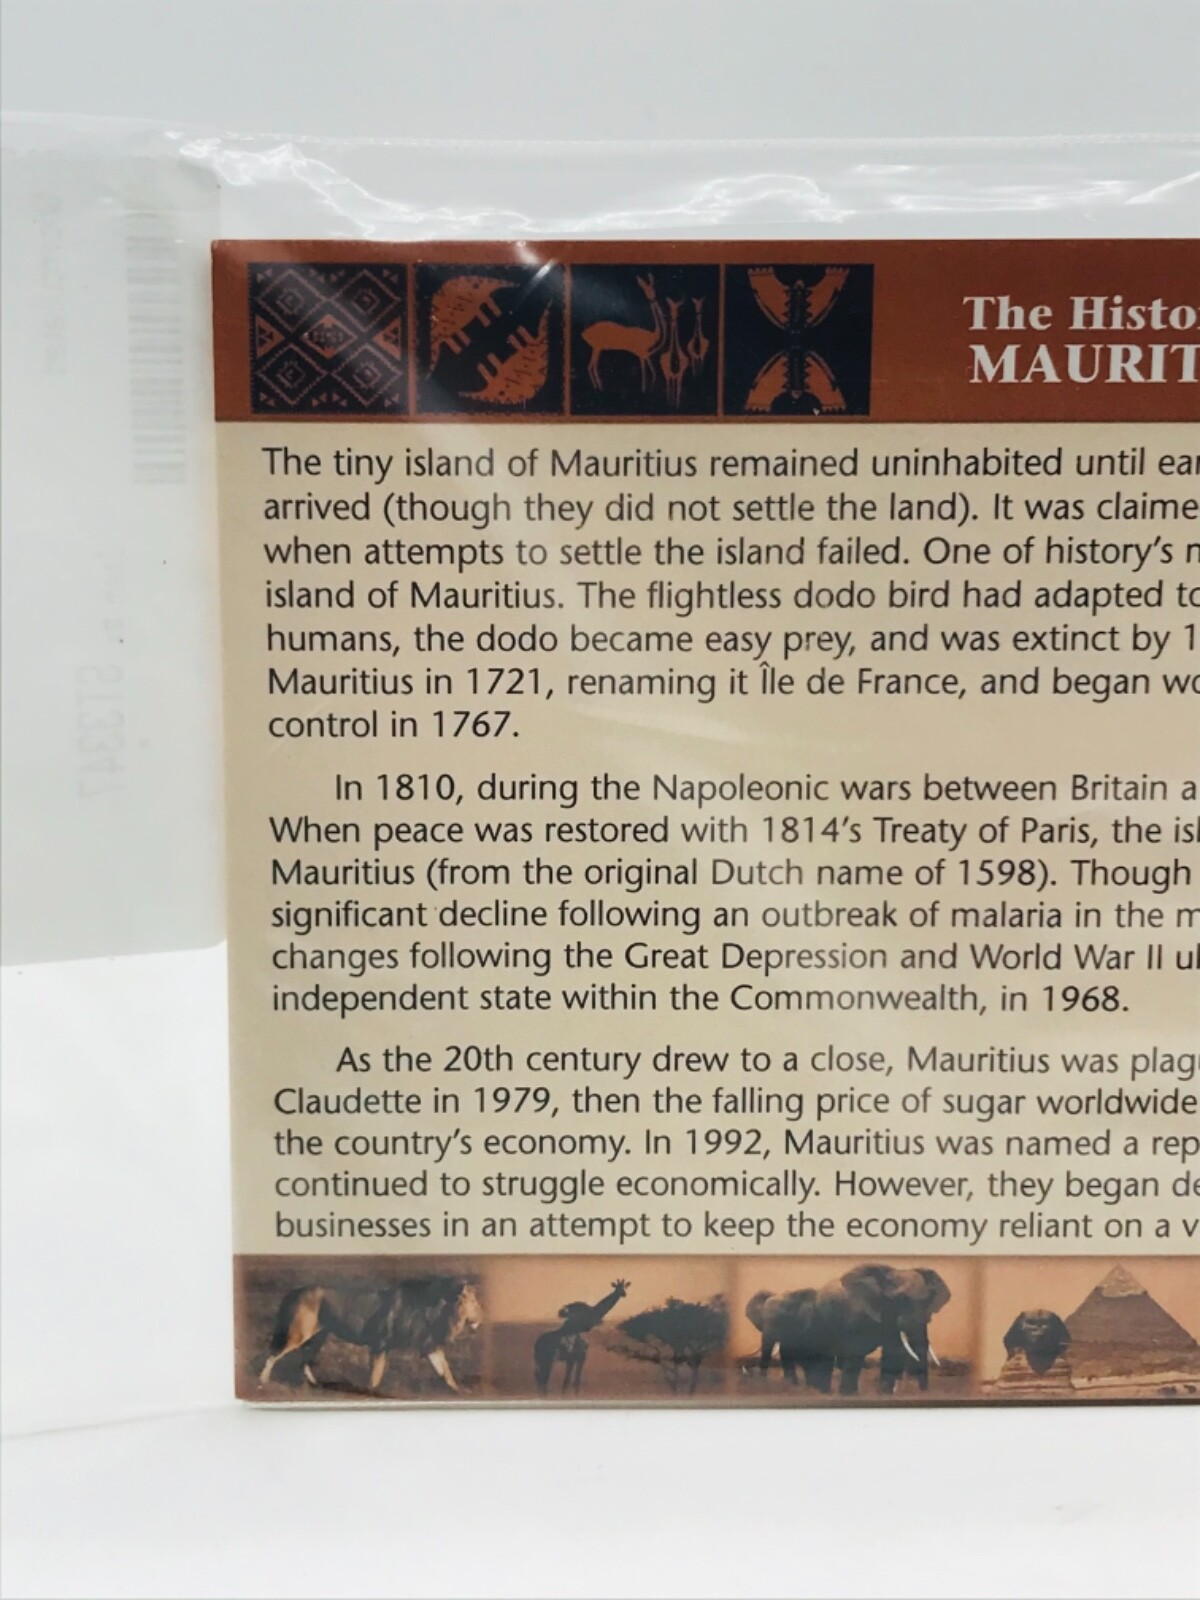 The Histo
MAURIT
The tiny island of Mauritius remained uninhabited until ear
arrived (though they did not settle the land). It was claime
when attempts to settle the island failed. One of history's m
island of Mauritius. The flightless dodo bird had adapted to
humans, the dodo became easy prey, and was extinct by 1
Mauritius in 1721, renaming it Île de France, and began wo
control in 1767.
In 1810, during the Napoleonic wars between Britain a
When peace was restored with 1814's Treaty of Paris, the isl
Mauritius (from the original Dutch name of 1598). Though
significant decline following an outbreak of malaria in the m
changes following the Great Depression and World War II ul
independent state within the Commonwealth, in 1968.
As the 20th century drew to a close, Mauritius was plag
Claudette in 1979, then the falling price of sugar worldwide
the country's economy. In 1992, Mauritius was named a rep
continued to struggle economically. However, they began de
businesses in an attempt to keep the economy reliant on a v